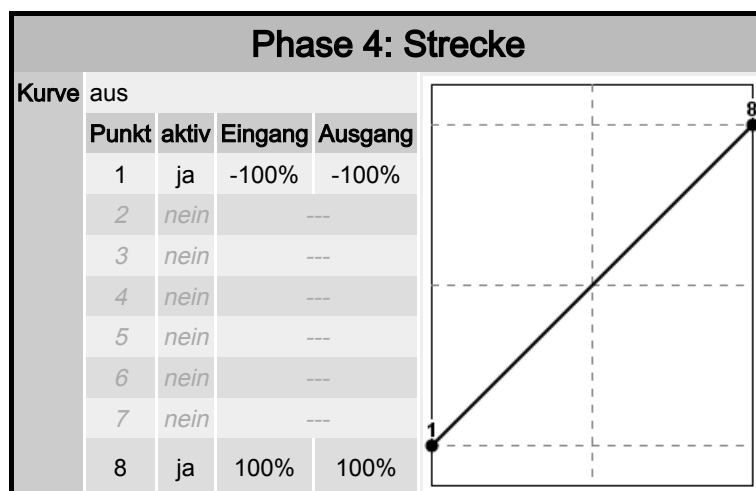 Phase 4: Strecke
Kurve aus
Punkt aktiv Eingang Ausgang
1 ja -100% -100%
2 nein ---
3 nein ---
4 nein ---
5 nein ---
6 nein ---
7 nein ---
8 ja 100% 100%
8
1